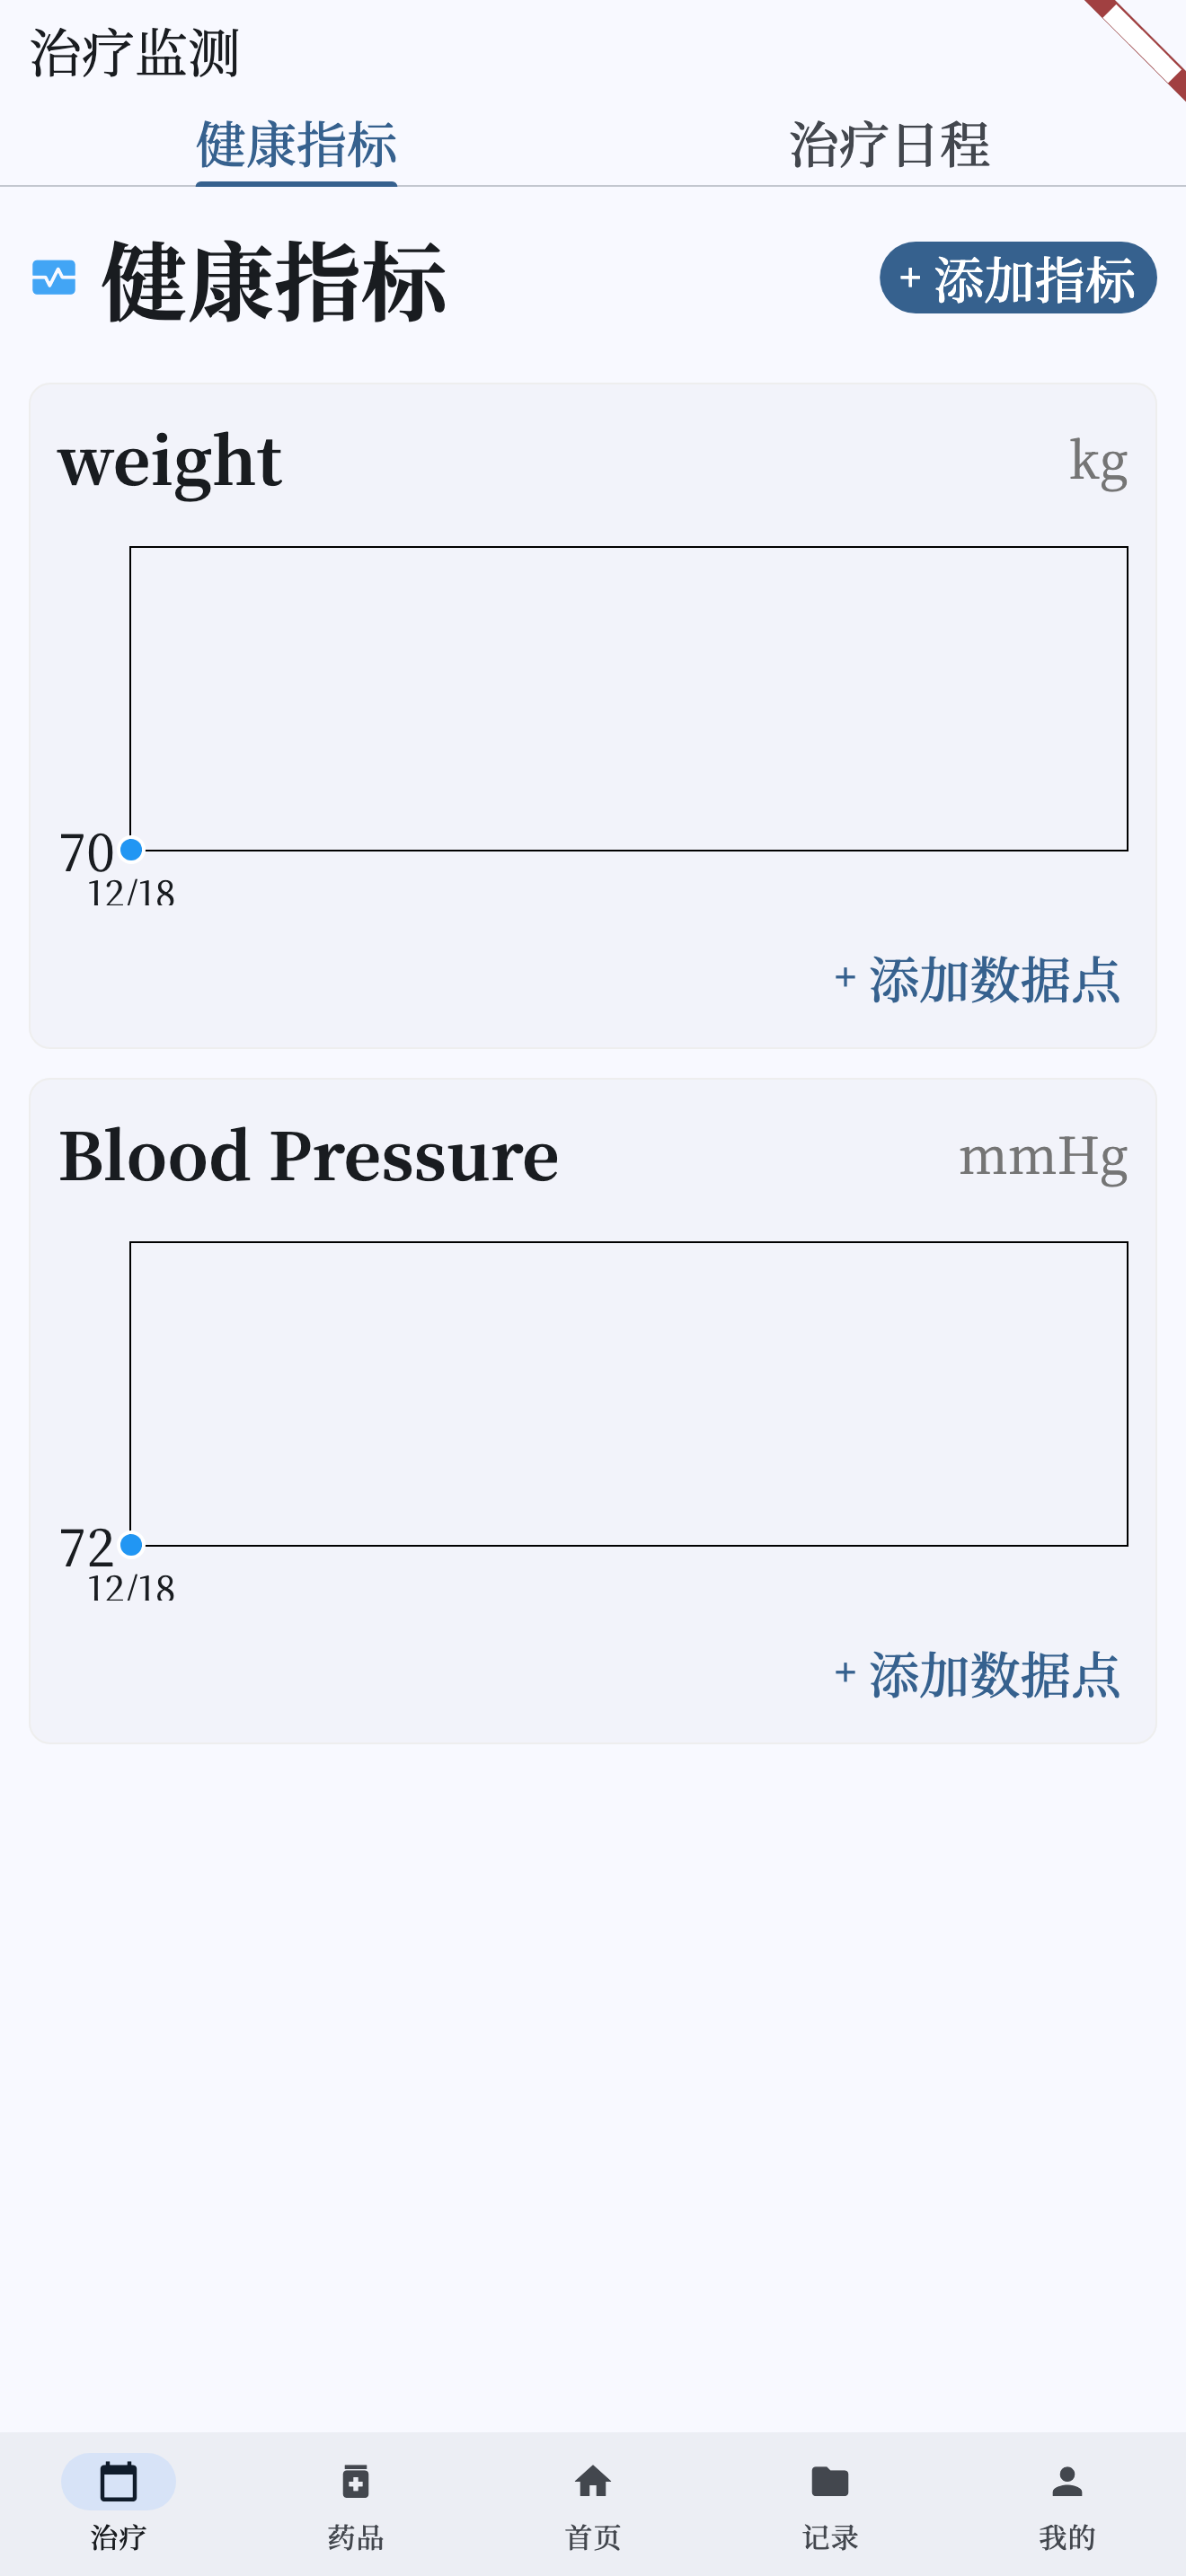 治疗监测
健康指标 治疗日程
健康指标 + 添加指标
weight kg
70
12/18
+ 添加数据点
Blood Pressure mmHg
72
12/18
+ 添加数据点
治疗 药品 首页 记录 我的